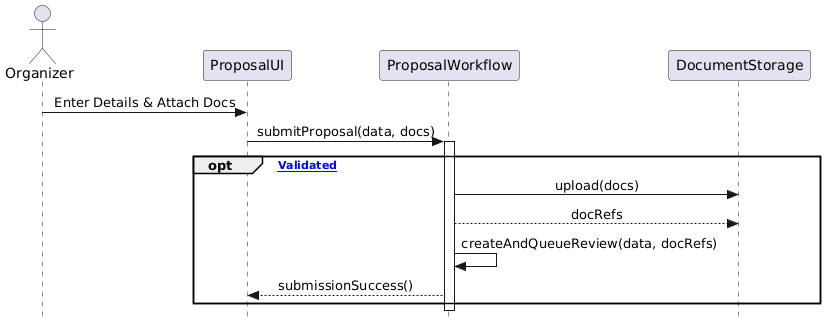 Organizer
ProposalUI
ProposalWorkflow
DocumentStorage
Enter Details & Attach Docs
submitProposal(data, docs)
opt
Validated
upload(docs)
docRefs
createAndQueueReview(data, docRefs)
submissionSuccess()